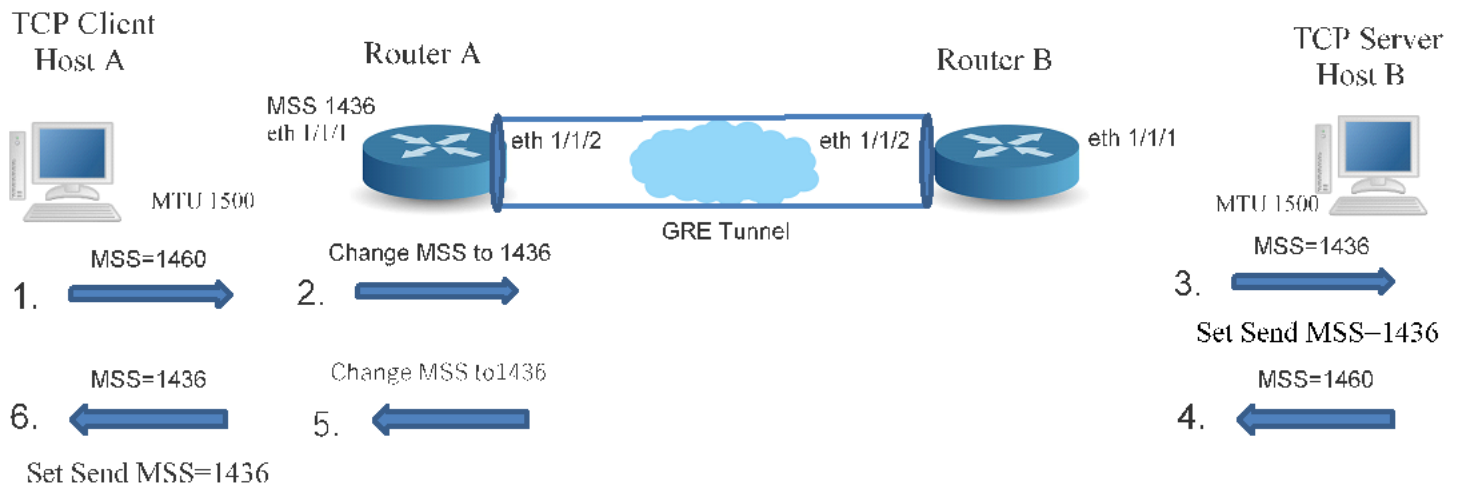 TCP Client
Host A
Router A
Router B
TCP Server
Host B
MSS 1436
eth 1/1/1
eth 1/1/2
eth 1/1/2
eth 1/1/1
MTU 1500
MTU 1500
GRE Tunnel
MSS=1460
1.
Change MSS to 1436
2.
MSS=1436
3.
Set Send MSS=1436
MSS=1436
6.
Set Send MSS=1436
Change MSS to1436
5.
MSS=1460
4.